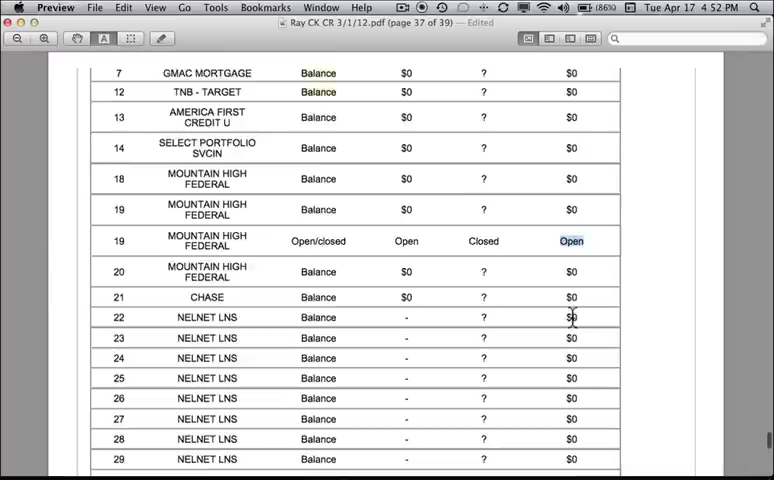 Preview File Edit View Go Tools Bookmarks Window Help (86%) Tue Apr 17 4:52 PM
Ray CK CR 3/1/12.pdf (page 37 of 39) — Edited
7 GMAC MORTGAGE Balance $0 ? $0
12 TNB - TARGET Balance $0 ? $0
13 AMERICA FIRST CREDIT U Balance $0 ? $0
14 SELECT PORTFOLIO SVCIN Balance $0 ? $0
18 MOUNTAIN HIGH FEDERAL Balance $0 ? $0
19 MOUNTAIN HIGH FEDERAL Balance $0 ? $0
19 MOUNTAIN HIGH FEDERAL Open/closed Open Closed Open
20 MOUNTAIN HIGH FEDERAL Balance $0 ? $0
21 CHASE Balance $0 ? $0
22 NELNET LNS Balance - ? $0
23 NELNET LNS Balance - ? $0
24 NELNET LNS Balance - ? $0
25 NELNET LNS Balance - ? $0
26 NELNET LNS Balance - ? $0
27 NELNET LNS Balance - ? $0
28 NELNET LNS Balance - ? $0
29 NELNET LNS Balance - ? $0